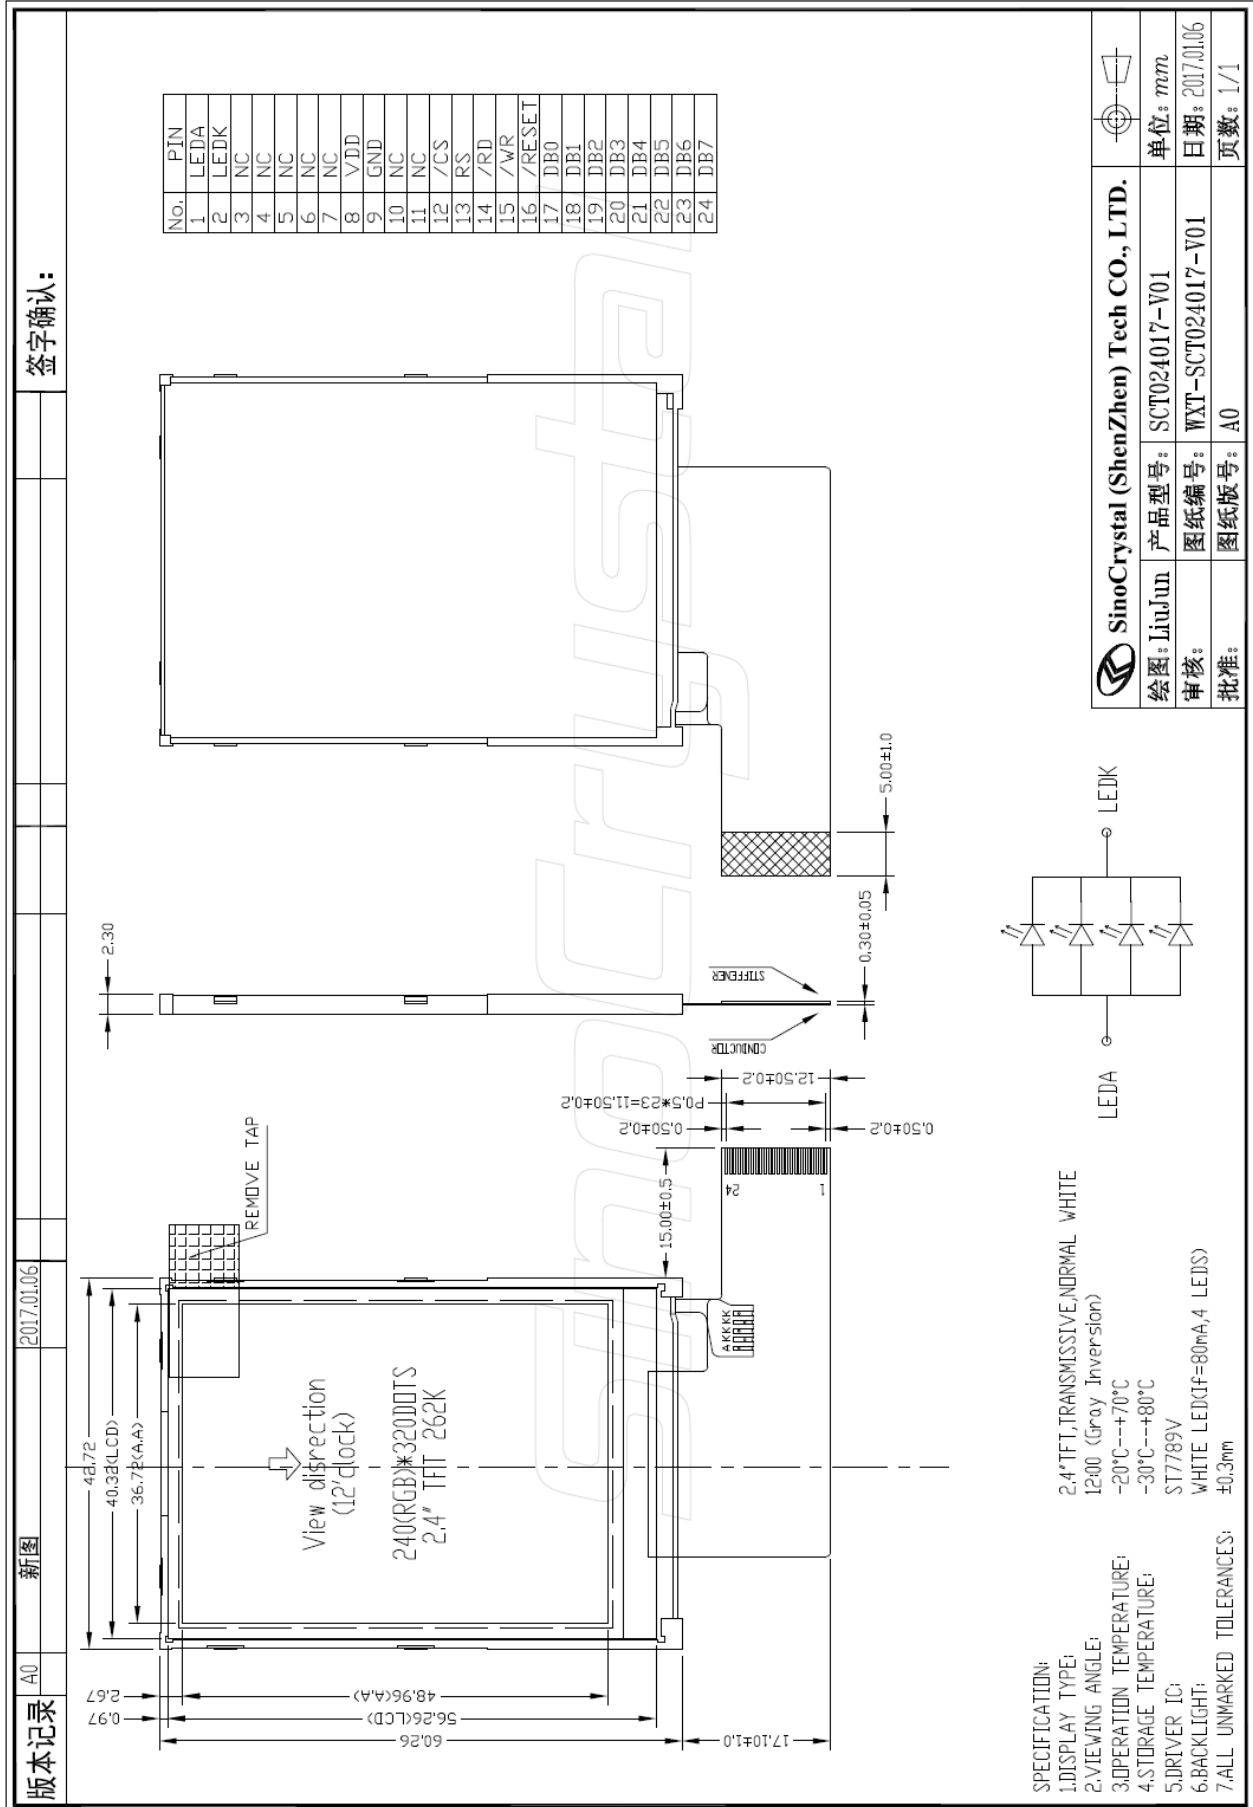 版本记录 A0 新图 2017.01.06 签字确认:
42.72
40.32(LCD)
36.72(A.A)
REMOVE TAP
2.30
2.67
0.97
48.96(A.A)
56.26(LCD)
60.26
17.10±1.0
View disrection
(12'clock)
240(RGB)*320DOTS
2.4" TFIT 262K
15.00±0.5
A K K K K
24
1
0.50±0.2
P0.5*23=11.50±0.2
12.50±0.2
0.50±0.2
CONDUCTOR
STIFFENER
0.30±0.05
5.00±1.0
SinoCrystal
No. PIN
1 LEDA
2 LEDK
3 NC
4 NC
5 NC
6 NC
7 NC
8 VDD
9 GND
10 NC
11 NC
12 /CS
13 RS
14 /RD
15 /WR
16 /RESET
17 DB0
18 DB1
19 DB2
20 DB3
21 DB4
22 DB5
23 DB6
24 DB7
SPECIFICATION:
1.DISPLAY TYPE: 2.4"TFT,TRANSMISSIVE,NORMAL WHITE
2.VIEWING ANGLE: 12:00 (Gray Inversion)
3.OPERATION TEMPERATURE: -20°C---+70°C
4.STORAGE TEMPERATURE: -30°C---+80°C
5.DRIVER IC: ST7789V
6.BACKLIGHT: WHITE LED(If=80mA,4 LEDS)
7.ALL UNMARKED TOLERANCES: ±0.3mm
LEDA
LEDK
SinoCrystal (ShenZhen) Tech CO., LTD.
绘图: LiuJun 产品型号: SCT024017-V01 单位: mm
审核: 图纸编号: WXT-SCT024017-V01 日期: 2017.01.06
批准: 图纸版号: A0 页数: 1/1